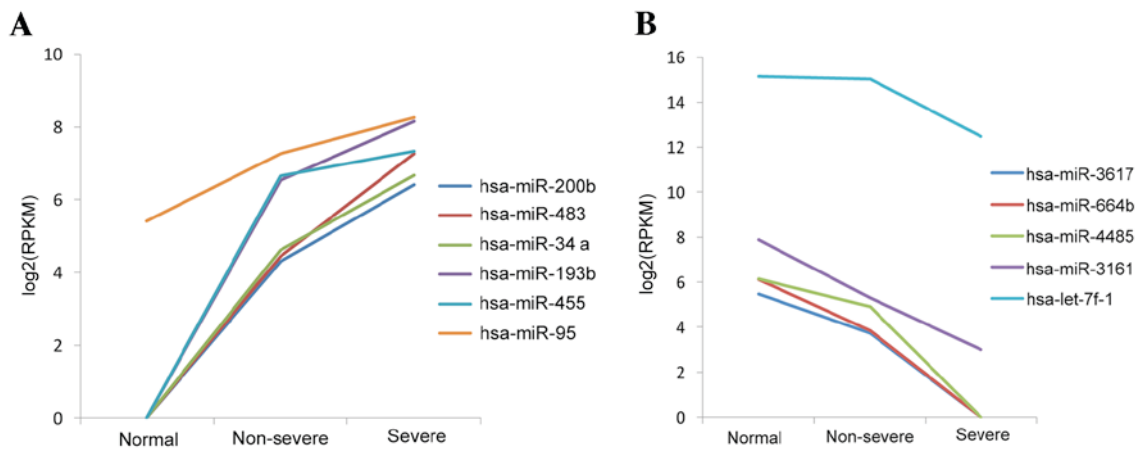 A
log2(RPKM)
10
8
6
4
2
0
Normal
Non-severe
Severe
hsa-miR-200b
hsa-miR-483
hsa-miR-34 a
hsa-miR-193b
hsa-miR-455
hsa-miR-95
B
log2(RPKM)
16
14
12
10
8
6
4
2
0
Normal
Non-severe
Severe
hsa-miR-3617
hsa-miR-664b
hsa-miR-4485
hsa-miR-3161
hsa-let-7f-1